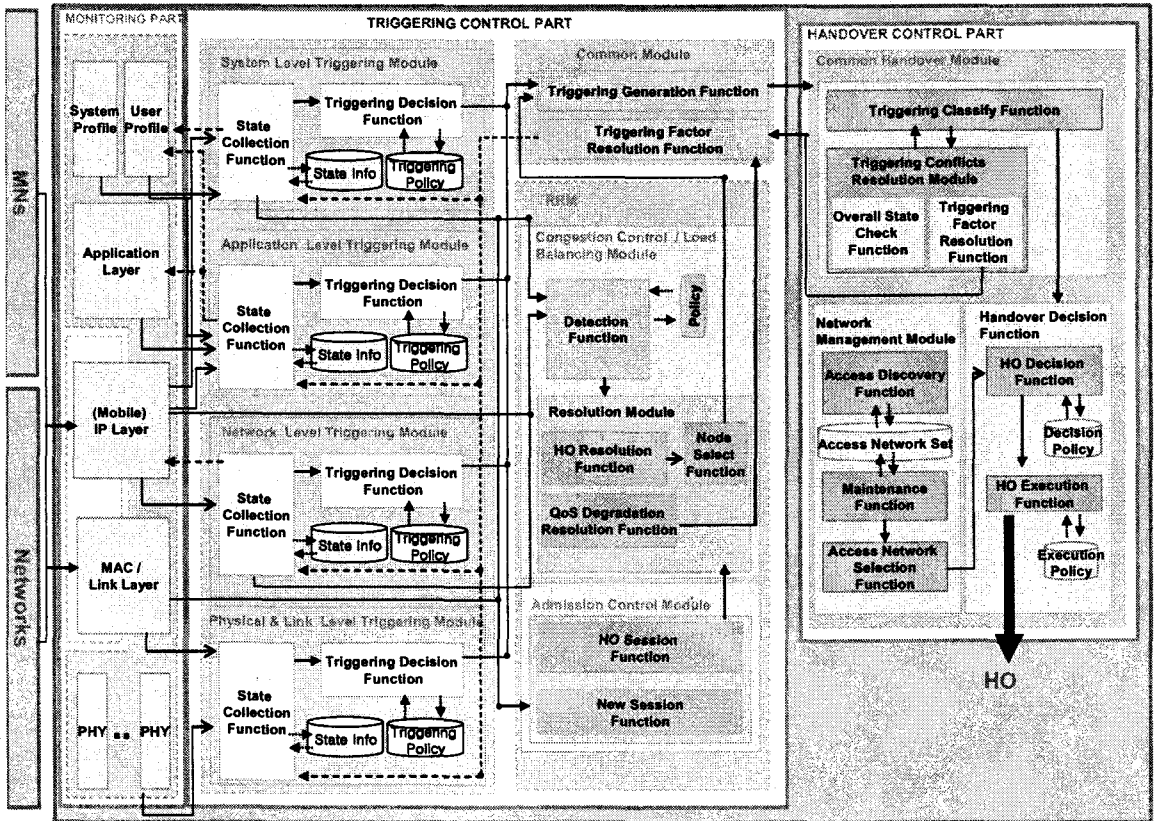 MNs
Networks
MONITORING PART
System
Profile
User
Profile
Application
Layer
(Mobile)
IP Layer
MAC /
Link Layer
PHY
PHY
TRIGGERING CONTROL PART
System Level Triggering Module
State
Collection
Function
Triggering Decision
Function
State Info
Triggering
Policy
Application Level Triggering Module
State
Collection
Function
Triggering Decision
Function
State Info
Triggering
Policy
Network Level Triggering Module
State
Collection
Function
Triggering Decision
Function
State Info
Triggering
Policy
Physical & Link Level Triggering Module
State
Collection
Function
Triggering Decision
Function
State Info
Triggering
Policy
Common Module
Triggering Generation Function
Triggering Factor
Resolution Function
RRM
Congestion Control / Load
Balancing Module
Detection
Function
Policy
Resolution Module
HO Resolution
Function
Node
Select
Function
QoS Degradation
Resolution Function
Admission Control Module
HO Session
Function
New Session
Function
HANDOVER CONTROL PART
Common Handover Module
Triggering Classify Function
Triggering Conflicts
Resolution Module
Overall State
Check
Function
Triggering
Factor
Resolution
Function
Network
Management Module
Access Discovery
Function
Access Network Set
Maintenance
Function
Access Network
Selection
Function
Handover Decision
Function
HO Decision
Function
Decision
Policy
HO Execution
Function
Execution
Policy
HO